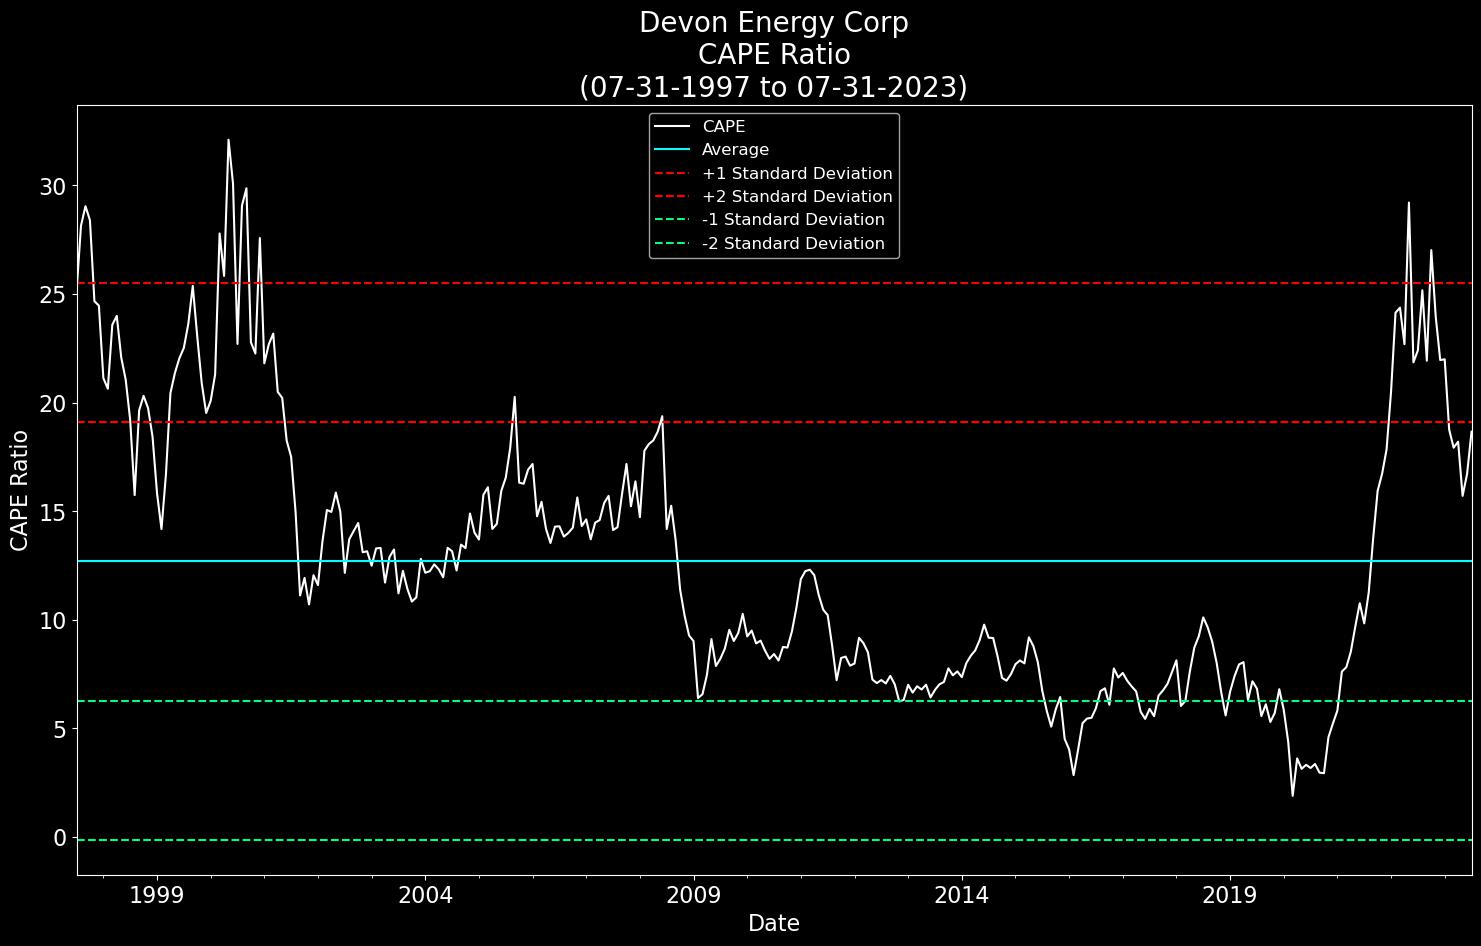 Devon Energy Corp
CAPE Ratio
(07-31-1997 to 07-31-2023)
CAPE
Average
+1 Standard Deviation
+2 Standard Deviation
-1 Standard Deviation
-2 Standard Deviation
30
25
20
15
10
5
0
CAPE Ratio
1999 2004 2009 2014 2019
Date